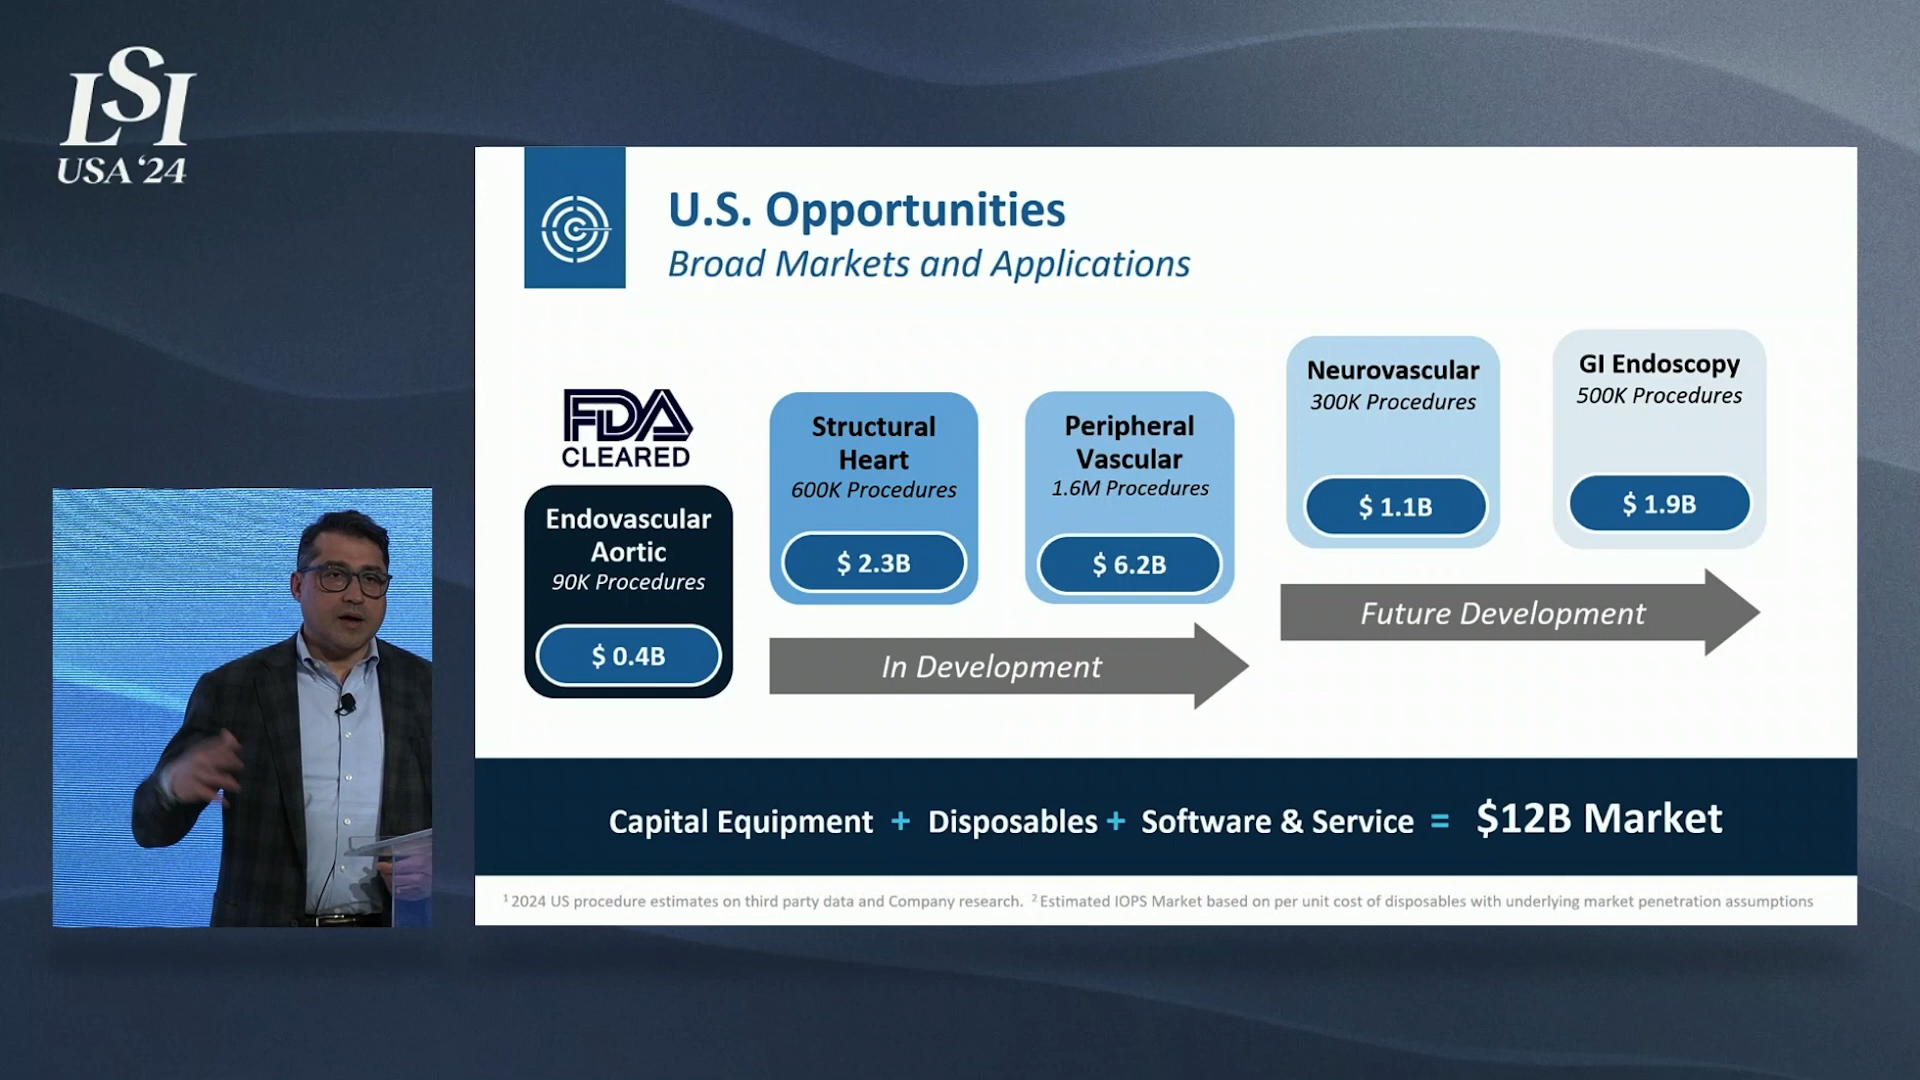 LSI
USA ‘24
U.S. Opportunities
Broad Markets and Applications
FDA
CLEARED
Endovascular
Aortic
90K Procedures
$ 0.4B
Structural
Heart
600K Procedures
$ 2.3B
Peripheral
Vascular
1.6M Procedures
$ 6.2B
In Development
Neurovascular
300K Procedures
$ 1.1B
GI Endoscopy
500K Procedures
$ 1.9B
Future Development
Capital Equipment + Disposables + Software & Service = $12B Market
1 2024 US procedure estimates on third party data and Company research. 2 Estimated IOPS Market based on per unit cost of disposables with underlying market penetration assumptions